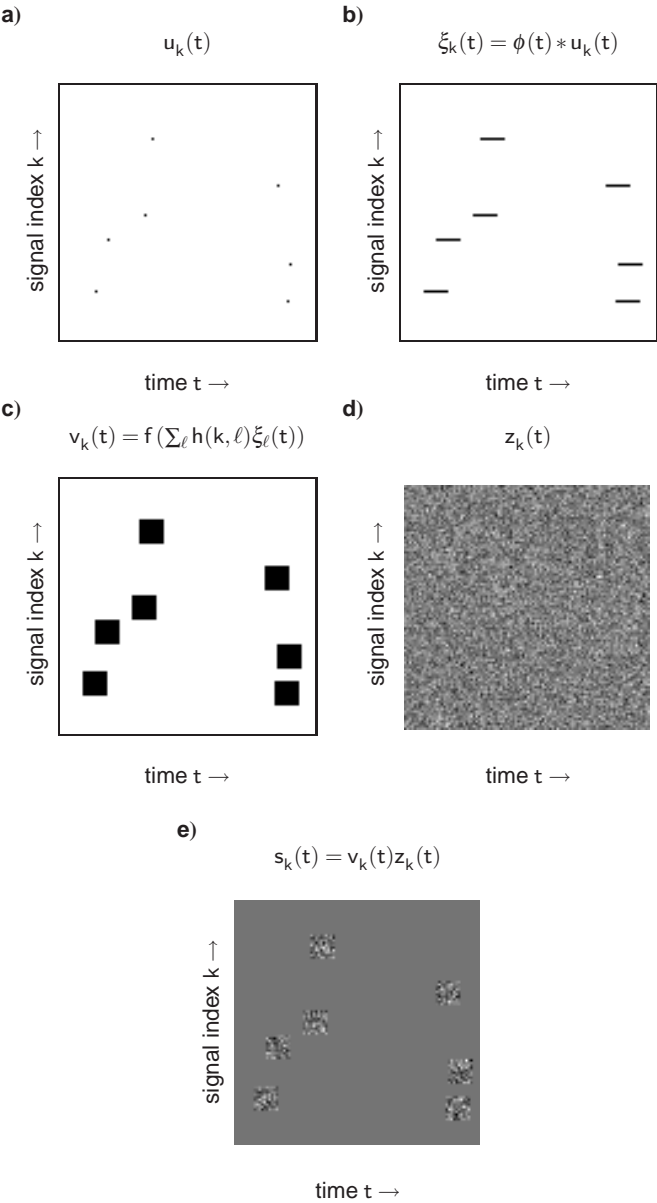 a)
u_k(t)
signal index k →
time t →
b)
ξ_k(t) = ϕ(t) ∗ u_k(t)
signal index k →
time t →
c)
v_k(t) = f (∑_ℓ h(k, ℓ)ξ_ℓ(t))
signal index k →
time t →
d)
z_k(t)
signal index k →
time t →
e)
s_k(t) = v_k(t)z_k(t)
signal index k →
time t →